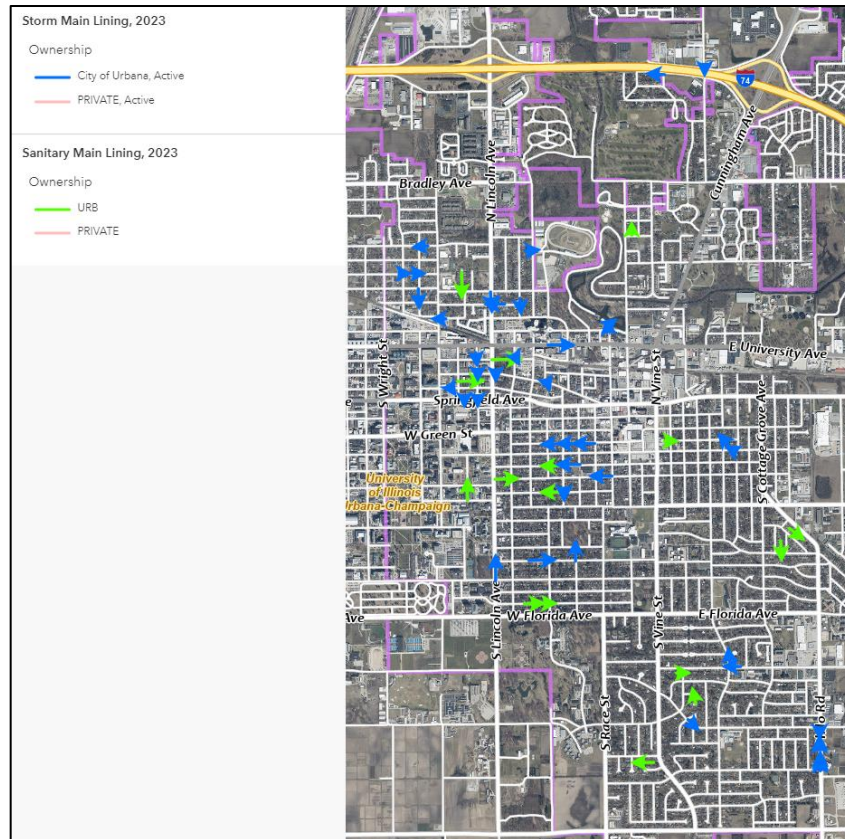 Storm Main Lining, 2023
Ownership
City of Urbana, Active
PRIVATE, Active
Sanitary Main Lining, 2023
Ownership
URB
PRIVATE
74
Cunningham Ave
N Lincoln Ave
Bradley Ave
E University Ave
S Wright St
N Vine St
Springfield Ave
W Green St
S Cottage Grove Ave
University
of Illinois
Urbana-Champaign
S Lincoln Ave
W Florida Ave
E Florida Ave
Ave
S Vine St
S Race St
Rd